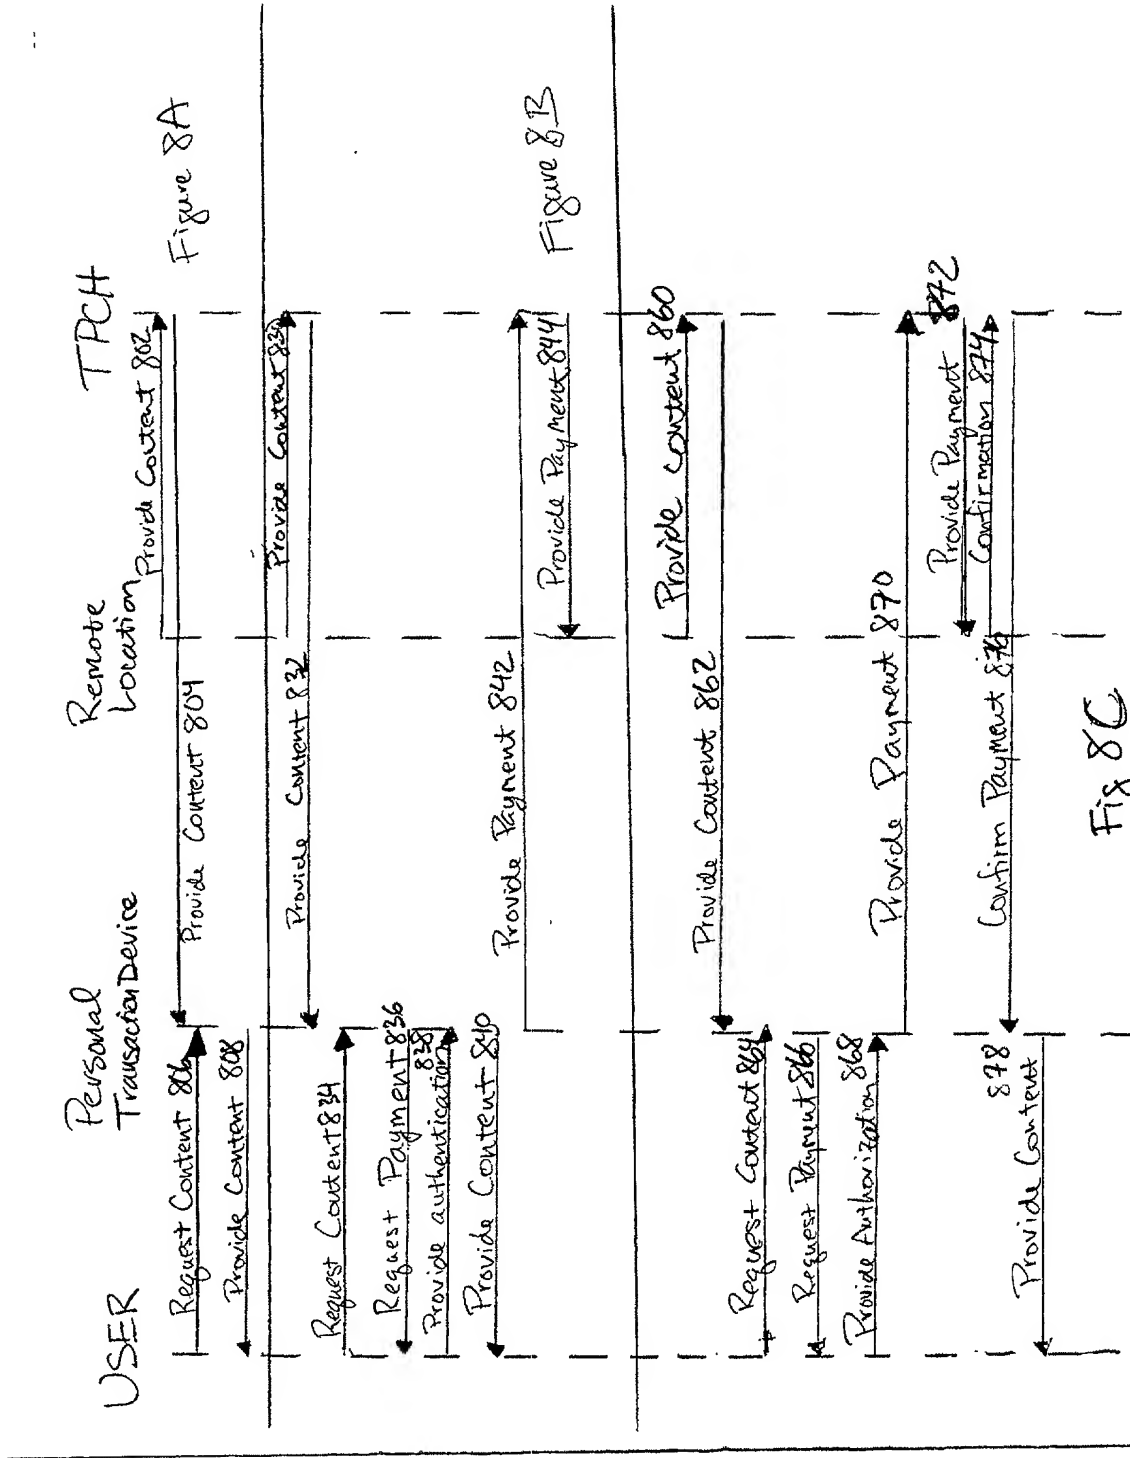 USER
Personal
Transaction Device
Remote
Location
TPCH
Provide Content 802
Figure 8A
Provide Content 804
Request Content 806
Provide Content 808
Provide Content 830
Provide Content 832
Request Content 834
Request Payment 836
838
Provide authentication
Provide Content 840
Provide Payment 842
Provide Payment 844
Figure 8B
Provide content 860
Provide Content 862
Request Content 864
Request Payment 866
Provide Authorization 868
Provide Payment 870
872
Provide Payment
Confirmation 874
Confirm Payment 876
878
Provide Content
Fig 8C